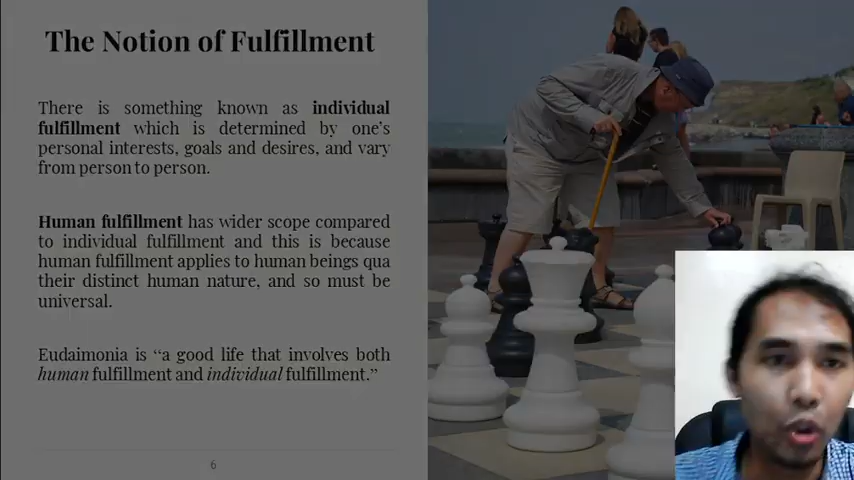 The Notion of Fulfillment
There is something known as individual
fulfillment which is determined by one's
personal interests, goals and desires, and vary
from person to person.
Human fulfillment has wider scope compared
to individual fulfillment and this is because
human fulfillment applies to human beings qua
their distinct human nature, and so must be
universal.
Eudaimonia is “a good life that involves both
human fulfillment and individual fulfillment.”
6